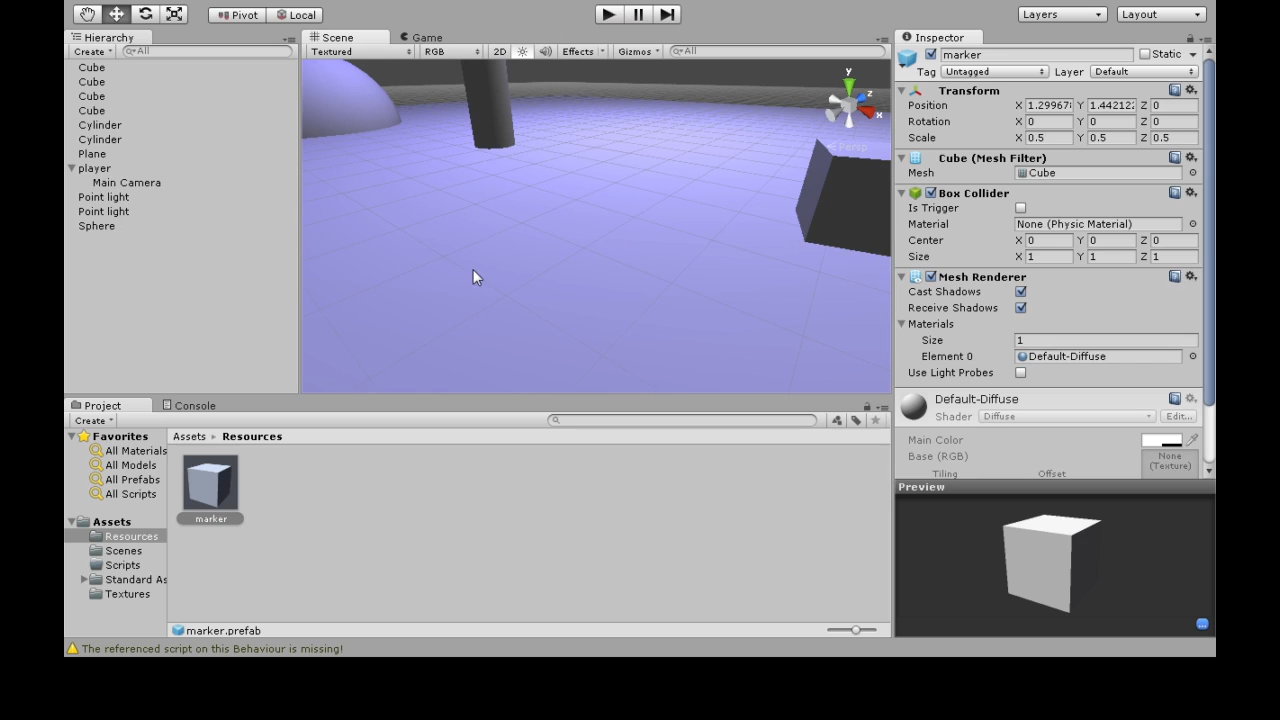 Pivot Local Layers Layout
Hierarchy Scene Game Inspector
Create All Textured RGB 2D Effects Gizmos All
Cube
Cube
Cube
Cube
Cylinder
Cylinder
Plane
player
Main Camera
Point light
Point light
Sphere
y
z
x
Persp
marker Static
Tag Untagged Layer Default
Transform
Position X 1.29967 Y 1.44212 Z 0
Rotation X 0 Y 0 Z 0
Scale X 0.5 Y 0.5 Z 0.5
Cube (Mesh Filter)
Mesh Cube
Box Collider
Is Trigger
Material None (Physic Material)
Center X 0 Y 0 Z 0
Size X 1 Y 1 Z 1
Mesh Renderer
Cast Shadows
Receive Shadows
Materials
Size 1
Element 0 Default-Diffuse
Use Light Probes
Default-Diffuse
Shader Diffuse Edit...
Main Color
Base (RGB)
None
(Texture)
Tiling Offset
Preview
Project Console
Create
Favorites
All Materials
All Models
All Prefabs
All Scripts
Assets
Resources
Scenes
Scripts
Standard As
Textures
Assets Resources
marker
marker.prefab
The referenced script on this Behaviour is missing!